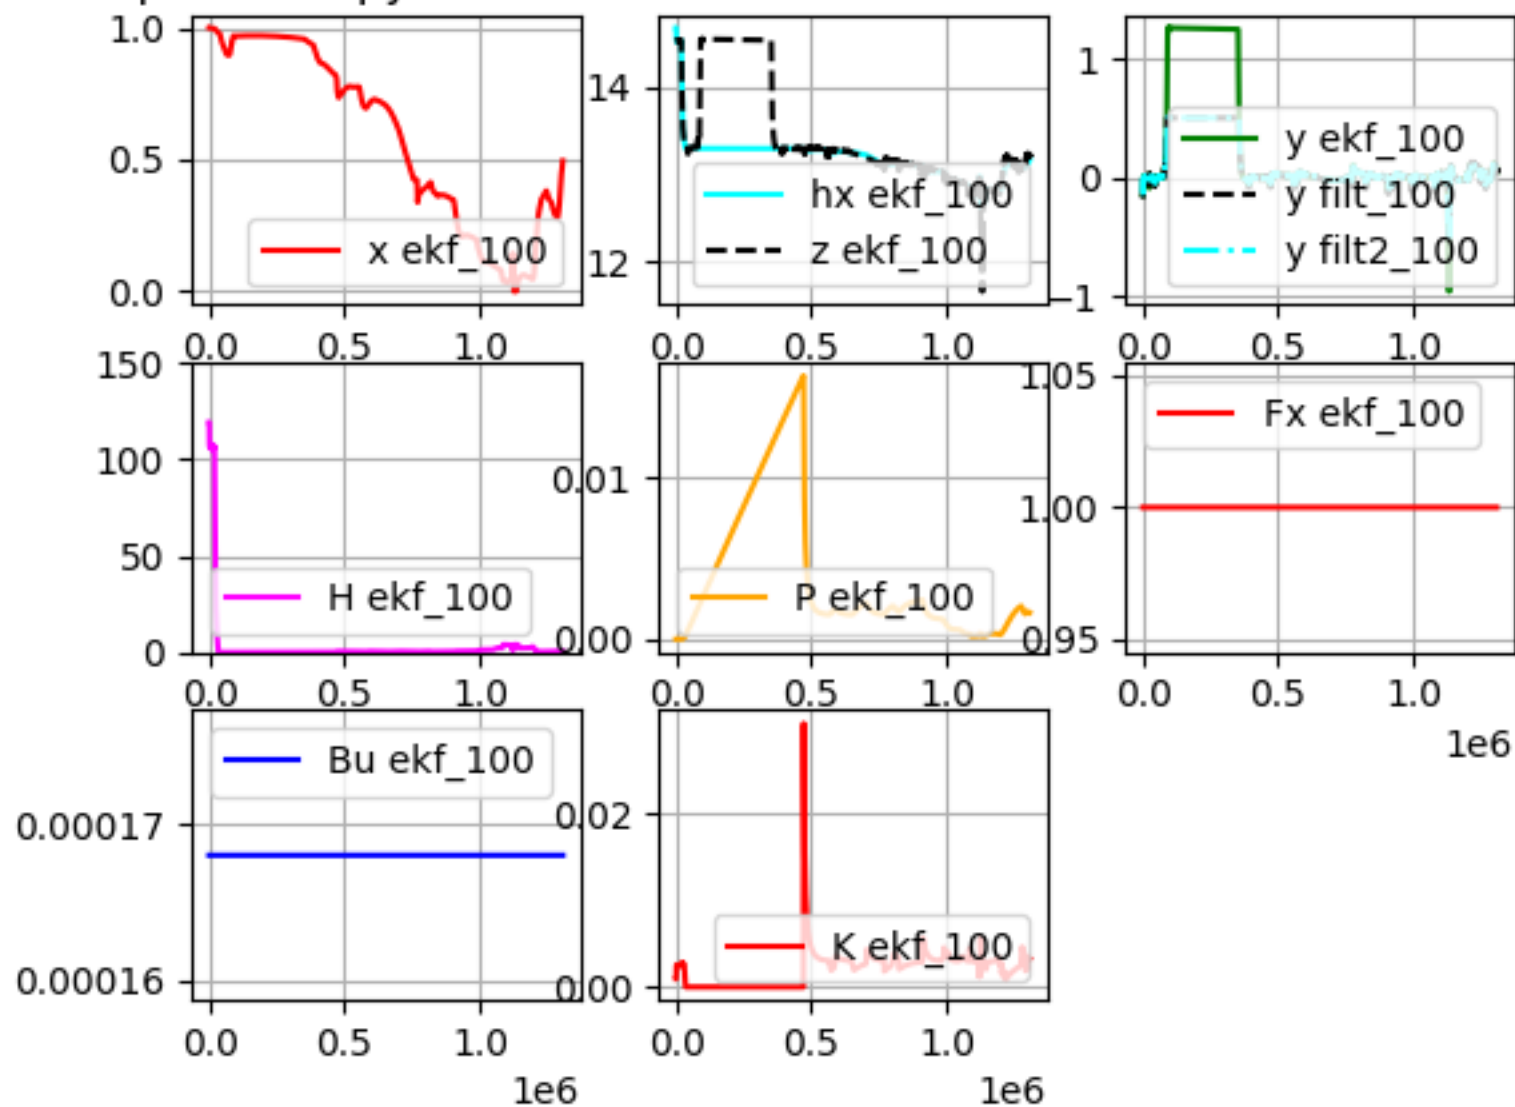 1.0
0.5
0.0
x ekf_100
0.0 0.5 1.0
14
12
hx ekf_100
z ekf_100
0.0 0.5 1.0
1
0
−1
y ekf_100
y filt_100
y filt2_100
0.0 0.5 1.0
150
100
50
0
H ekf_100
0.0 0.5 1.0
0.01
0.00
P ekf_100
0.0 0.5 1.0
1.05
1.00
0.95
Fx ekf_100
0.0 0.5 1.0
1e6
0.00017
0.00016
Bu ekf_100
0.0 0.5 1.0
1e6
0.02
0.00
K ekf_100
0.0 0.5 1.0
1e6